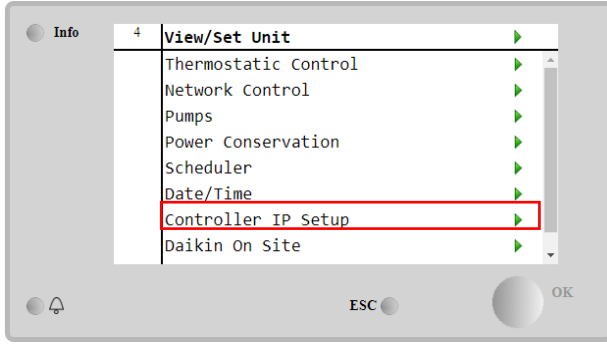 Info
4
View/Set Unit
Thermostatic Control
Network Control
Pumps
Power Conservation
Scheduler
Date/Time
Controller IP Setup
Daikin On Site
ESC
OK